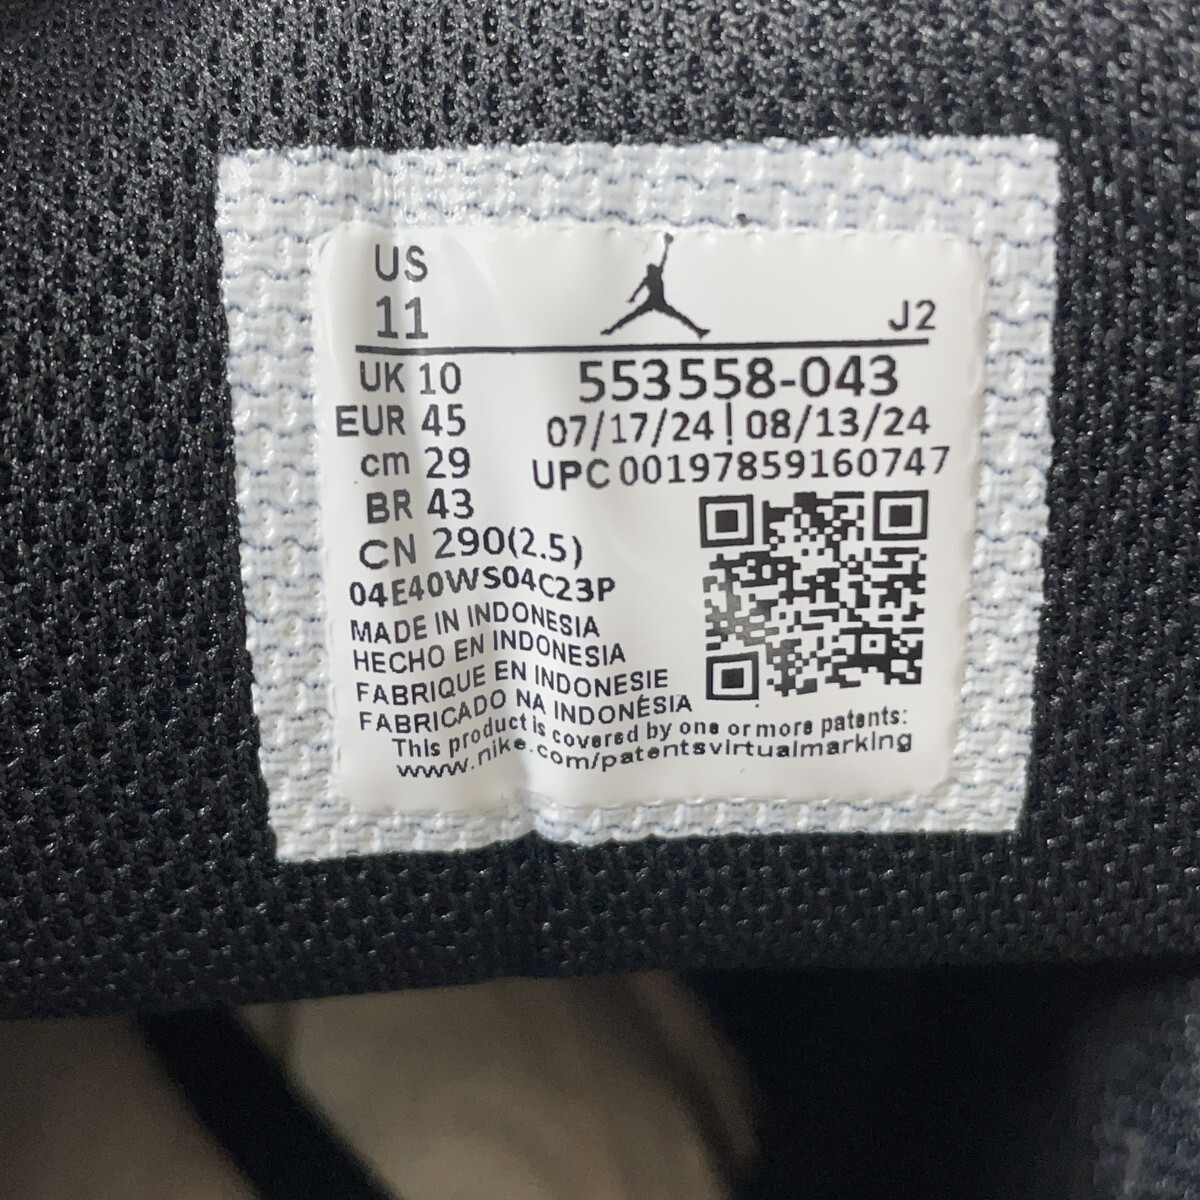 US
11
J2
UK 10
EUR 45
cm 29
BR 43
CN 290(2.5)
553558-043
07/17/24 | 08/13/24
UPC 00197859160747
04E40WS04C23P
MADE IN INDONESIA
HECHO EN INDONESIA
FABRIQUE EN INDONESIE
FABRICADO NA INDONÉSIA
This product is covered by one or more patents:
www.nike.com/patentsvirtualmarking